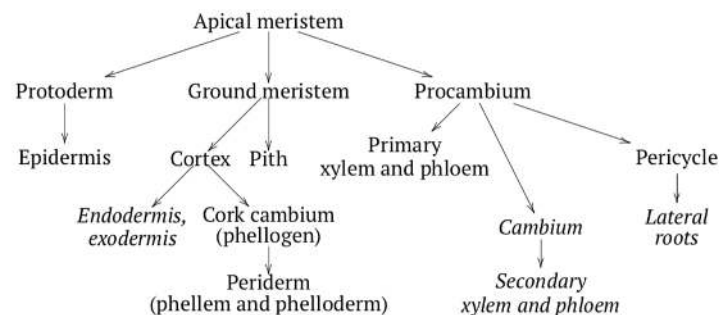 Apical meristem
Protoderm
Ground meristem
Procambium
Epidermis
Cortex
Pith
Primary
xylem and phloem
Pericycle
Endodermis,
exodermis
Cork cambium
(phellogen)
Cambium
Lateral
roots
Periderm
(phellem and phelloderm)
Secondary
xylem and phloem